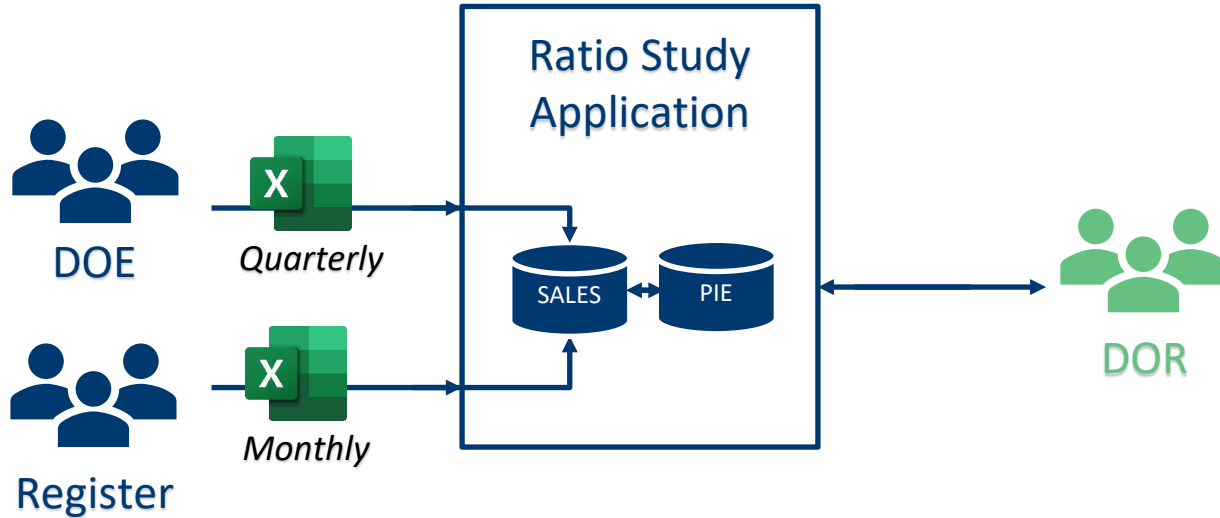 Ratio Study
Application
X
DOE
Quarterly
SALES
PIE
DOR
X
Monthly
Register